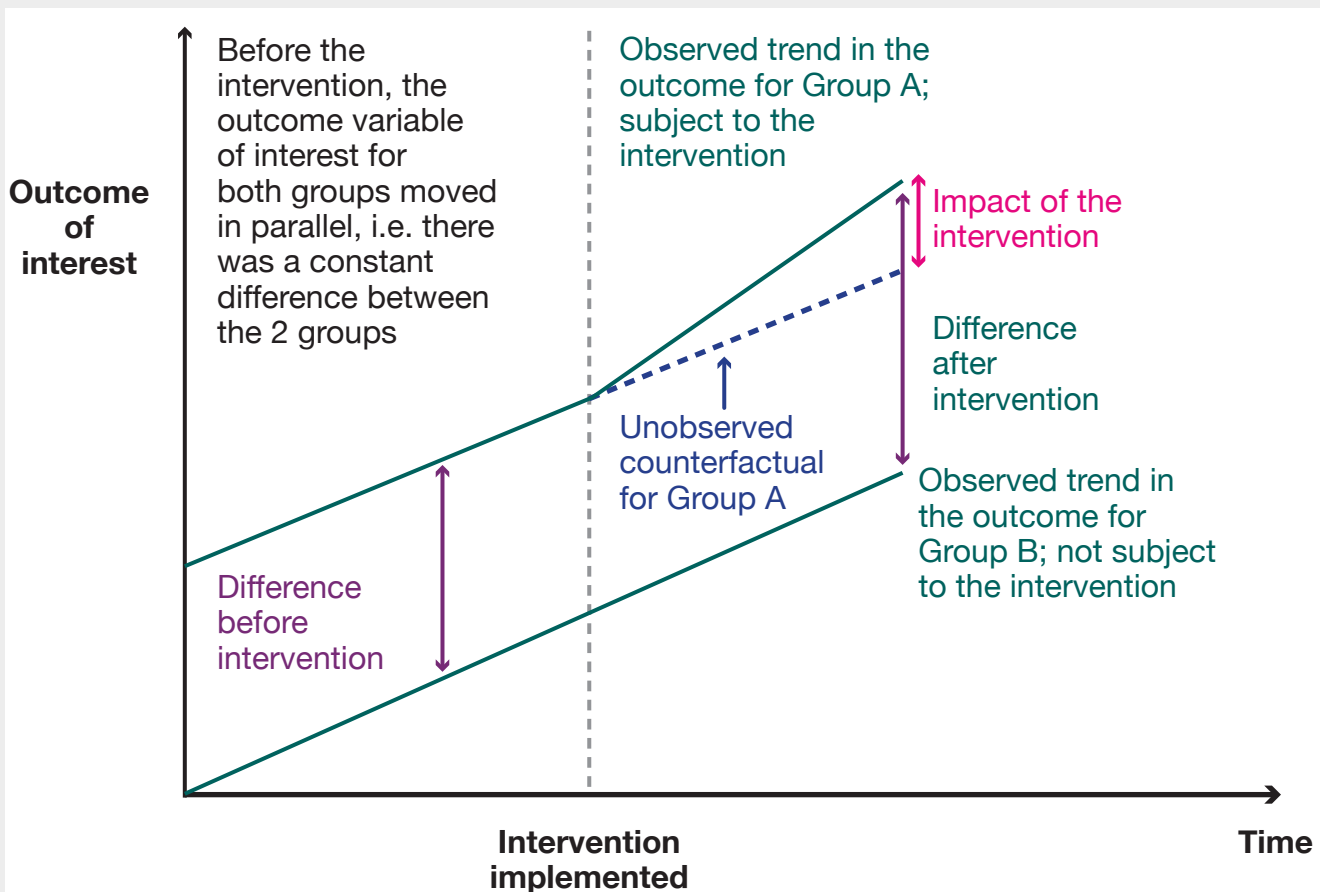 Before the
intervention, the
outcome variable
of interest for
both groups moved
in parallel, i.e. there
was a constant
difference between
the 2 groups
Observed trend in the
outcome for Group A;
subject to the
intervention
Outcome
of
interest
Impact of the
intervention
Difference
after
intervention
Unobserved
counterfactual
for Group A
Observed trend in
the outcome for
Group B; not subject
to the intervention
Difference
before
intervention
Intervention
implemented
Time